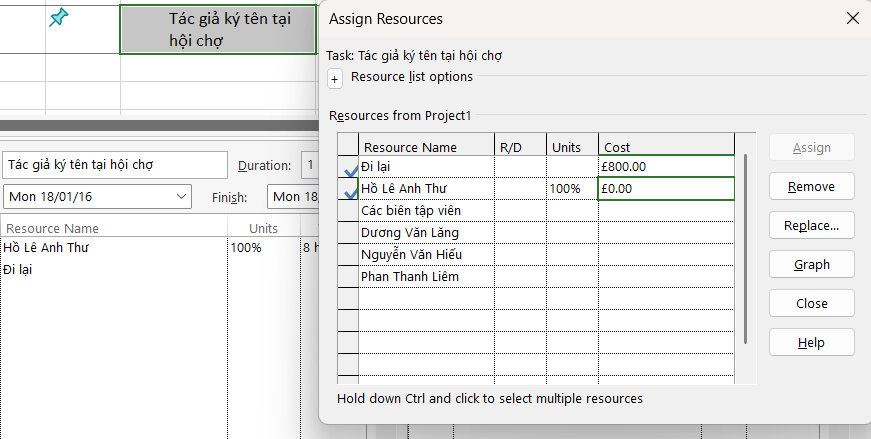 Tác giả ký tên tại
hội chợ
Assign Resources
Task: Tác giả ký tên tại hội chợ
+ Resource list options
Resources from Project1
Resource Name R/D Units Cost
Đi lại £800.00
Hồ Lê Anh Thư 100% £0.00
Các biên tập viên
Dương Văn Lăng
Nguyễn Văn Hiếu
Phan Thanh Liêm
Assign
Remove
Replace...
Graph
Close
Help
Hold down Ctrl and click to select multiple resources
Tác giả ký tên tại hội chợ Duration: 1
Mon 18/01/16 Finish: Mon 18/
Resource Name Units
Hồ Lê Anh Thư 100% 8 h
Đi lại